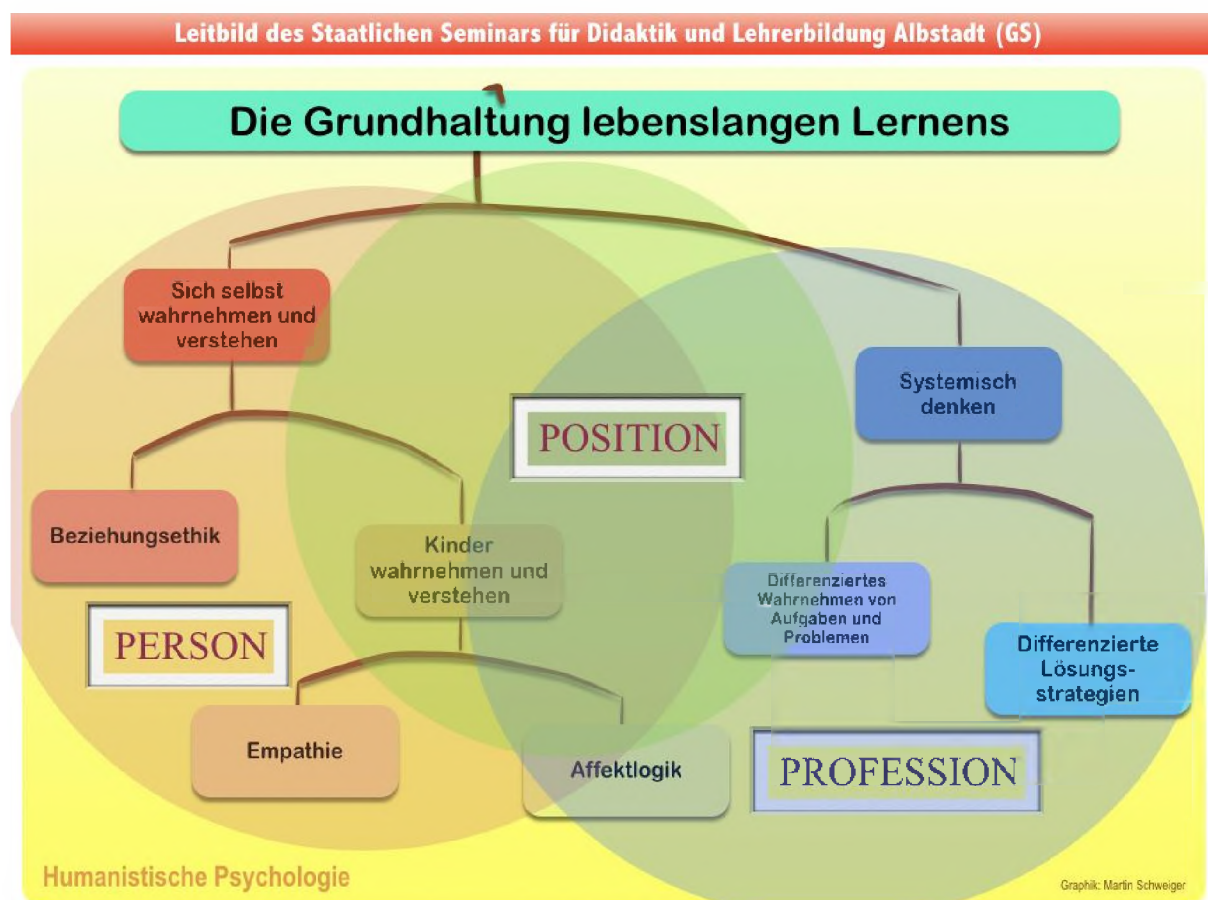 Leitbild des Staatlichen Seminars für Didaktik und Lehrerbildung Albstadt (GS)
Die Grundhaltung lebenslangen Lernens
Sich selbst
wahrnehmen und
verstehen
Systemisch
denken
POSITION
Beziehungsethik
Kinder
wahrnehmen und
verstehen
Differenziertes
Wahrnehmen von
Aufgaben und
Problemen
PERSON
Differenzierte
Lösungs-
strategien
Empathie
Affektlogik
PROFESSION
Humanistische Psychologie
Graphik: Martin Schweiger